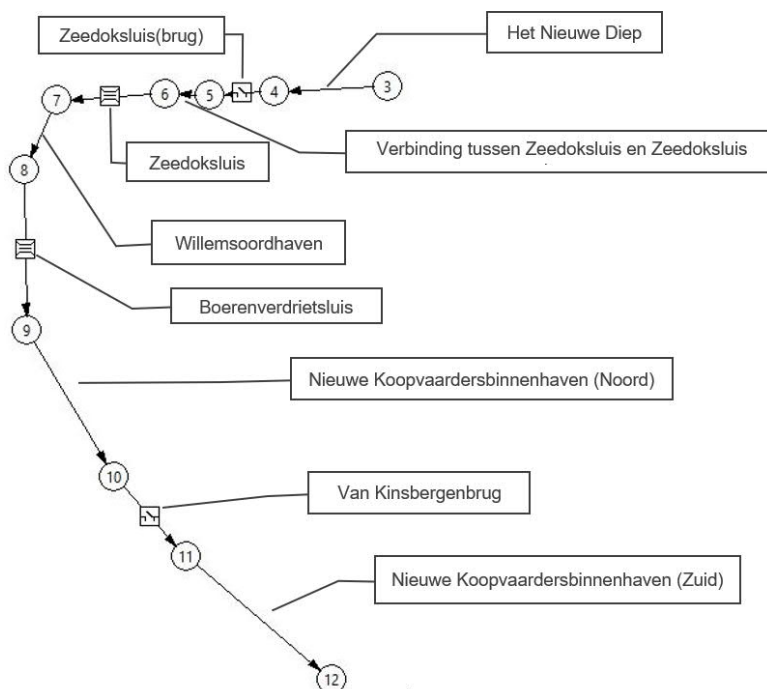 Zeedoksluis(brug)
Het Nieuwe Diep
7
6
5
4
3
Zeedoksluis
Verbinding tussen Zeedoksluis en Zeedoksluis
8
Willemsoordhaven
Boerenverdrietsluis
9
Nieuwe Koopvaardersbinnenhaven (Noord)
10
Van Kinsbergenbrug
11
Nieuwe Koopvaardersbinnenhaven (Zuid)
12